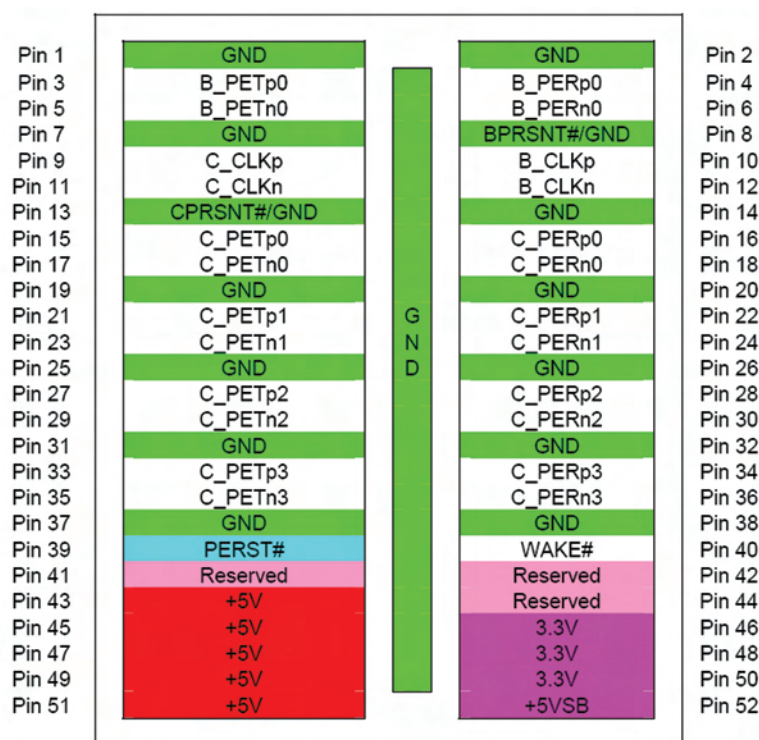 Pin 1 GND GND Pin 2
Pin 3 B_PETp0 B_PERp0 Pin 4
Pin 5 B_PETn0 B_PERn0 Pin 6
Pin 7 GND BPRSNT#/GND Pin 8
Pin 9 C_CLKp B_CLKp Pin 10
Pin 11 C_CLKn B_CLKn Pin 12
Pin 13 CPRSNT#/GND GND Pin 14
Pin 15 C_PETp0 C_PERp0 Pin 16
Pin 17 C_PETn0 C_PERn0 Pin 18
Pin 19 GND GND Pin 20
Pin 21 C_PETp1 G C_PERp1 Pin 22
Pin 23 C_PETn1 N C_PERn1 Pin 24
Pin 25 GND D GND Pin 26
Pin 27 C_PETp2 C_PERp2 Pin 28
Pin 29 C_PETn2 C_PERn2 Pin 30
Pin 31 GND GND Pin 32
Pin 33 C_PETp3 C_PERp3 Pin 34
Pin 35 C_PETn3 C_PERn3 Pin 36
Pin 37 GND GND Pin 38
Pin 39 PERST# WAKE# Pin 40
Pin 41 Reserved Reserved Pin 42
Pin 43 +5V Reserved Pin 44
Pin 45 +5V 3.3V Pin 46
Pin 47 +5V 3.3V Pin 48
Pin 49 +5V 3.3V Pin 50
Pin 51 +5V +5VSB Pin 52